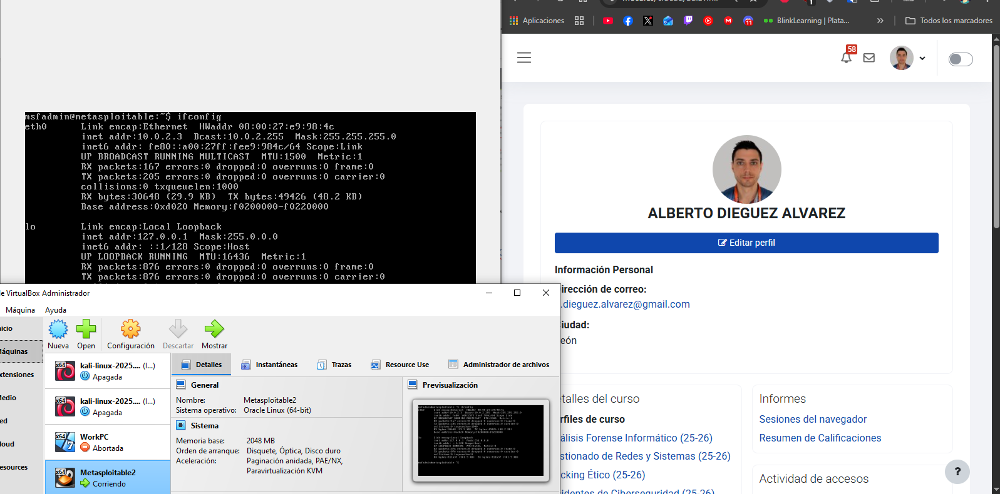 msfadmin@metasploitable:~$ ifconfig
eth0 Link encap:Ethernet HWaddr 08:00:27:e9:98:4c
inet addr:10.0.2.3 Bcast:10.0.2.255 Mask:255.255.255.0
inet6 addr: fe80::a00:27ff:fee9:984c/64 Scope:Link
UP BROADCAST RUNNING MULTICAST MTU:1500 Metric:1
RX packets:167 errors:0 dropped:0 overruns:0 frame:0
TX packets:205 errors:0 dropped:0 overruns:0 carrier:0
collisions:0 txqueuelen:1000
RX bytes:30648 (29.9 KB) TX bytes:49426 (48.2 KB)
Base address:0xd020 Memory:f0200000-f0220000
lo Link encap:Local Loopback
inet addr:127.0.0.1 Mask:255.0.0.0
inet6 addr: ::1/128 Scope:Host
UP LOOPBACK RUNNING MTU:16436 Metric:1
RX packets:876 errors:0 dropped:0 overruns:0 frame:0
TX packets:876 errors:0 dropped:0 overruns:0 carrier:0
le VirtualBox Administrador
Máquina Ayuda
nicio
Máquinas
xtensiones
Medio
ed
loud
esources
Nueva Open Configuración Descartar Mostrar
x64 kali-linux-2025.... (l...)
Apagada
x64 kali-linux-2025.... (l...)
Apagada
x64 7 WorkPC
Abortada
x64 Metasploitable2
Corriendo
Detalles Instantáneas Trazas Resource Use Administrador de archivos
General
Nombre: Metasploitable2
Sistema operativo: Oracle Linux (64-bit)
Sistema
Memoria base: 2048 MB
Orden de arranque: Disquete, Óptica, Disco duro
Aceleración: Paginación anidada, PAE/NX,
Paravirtualización KVM
Previsualización
Aplicaciones
11
BlinkLearning | Plata...
»
Todos los marcadores
58
ALBERTO DIEGUEZ ALVAREZ
Editar perfil
Información Personal
irección de correo:
.dieguez.alvarez@gmail.com
iudad:
eón
etalles del curso
rfiles de curso
álisis Forense Informático (25-26)
stionado de Redes y Sistemas (25-26)
cking Ético (25-26)
identes de Ciberseguridad (25-26)
Informes
Sesiones del navegador
Resumen de Calificaciones
Actividad de accesos
?